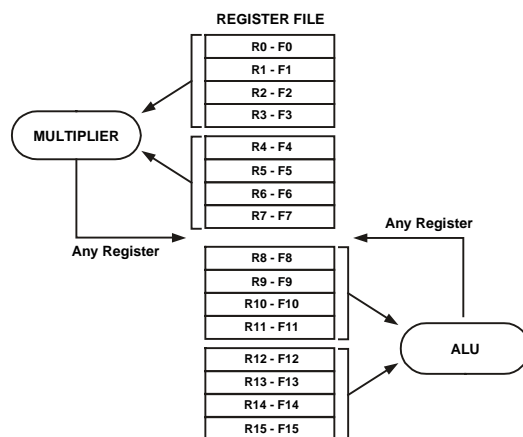 REGISTER FILE
R0 - F0
R1 - F1
R2 - F2
R3 - F3
MULTIPLIER
R4 - F4
R5 - F5
R6 - F6
R7 - F7
Any Register
Any Register
R8 - F8
R9 - F9
R10 - F10
R11 - F11
ALU
R12 - F12
R13 - F13
R14 - F14
R15 - F15